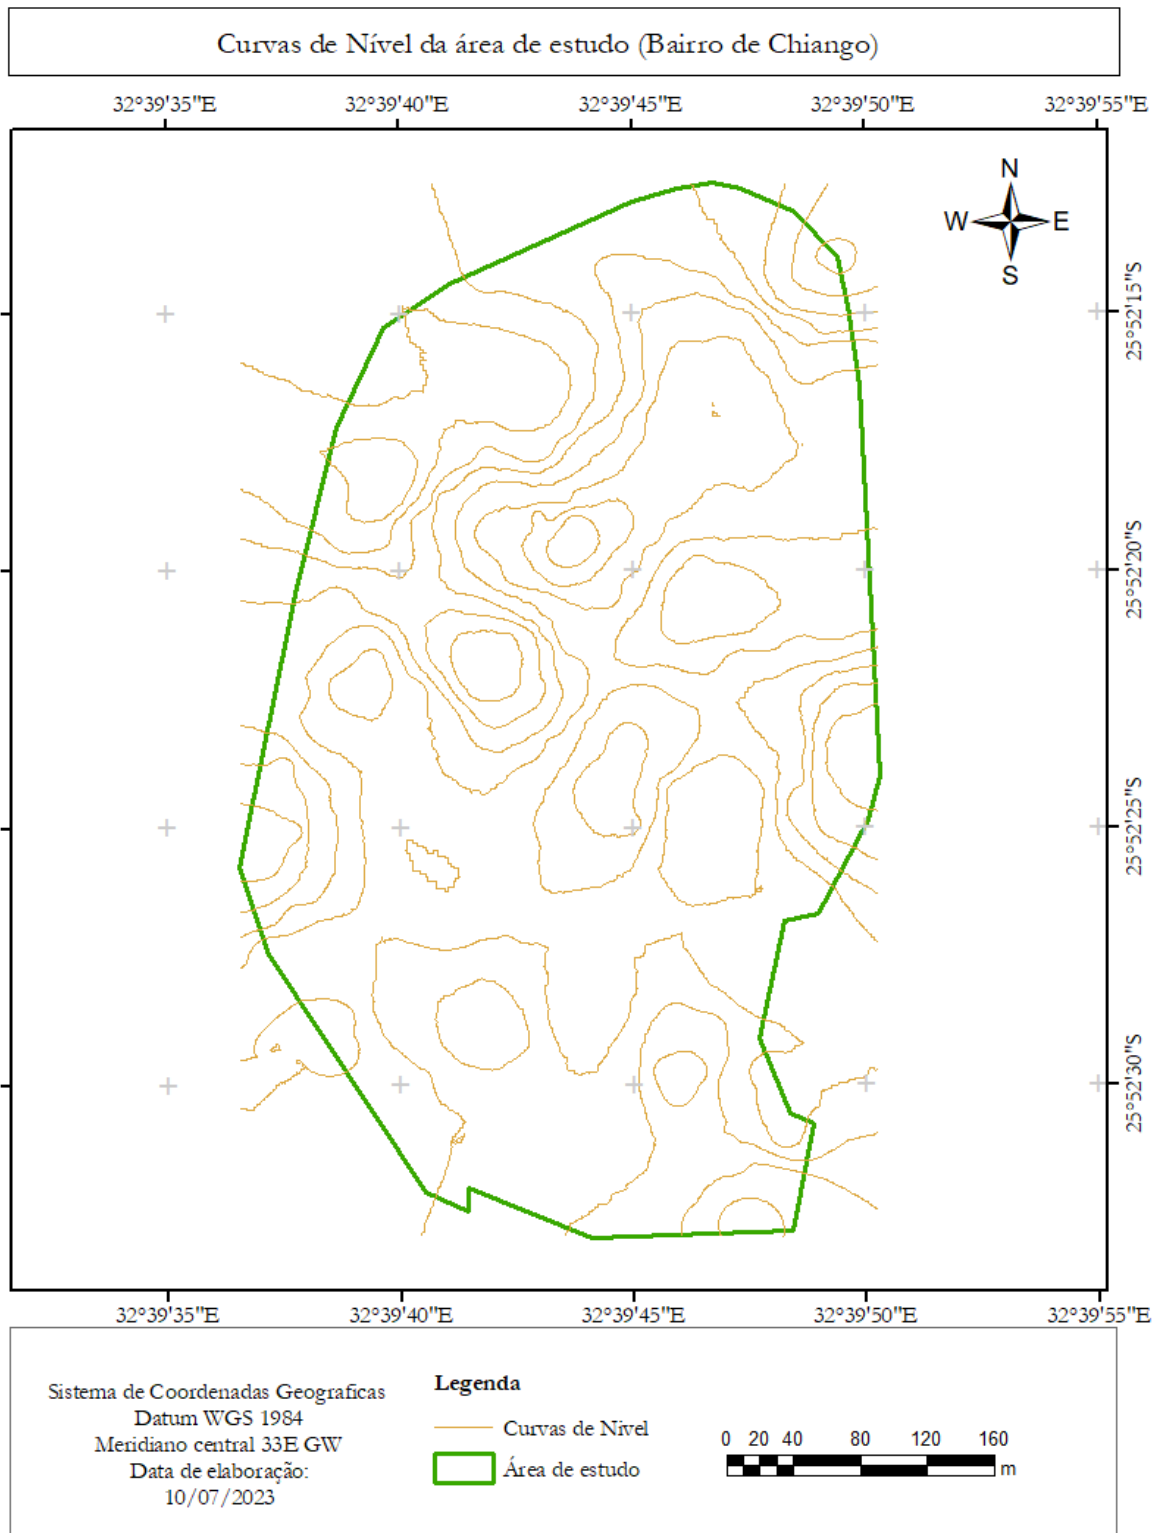 Curvas de Nível da área de estudo (Bairro de Chiango)
32°39'35"E 32°39'40"E 32°39'45"E 32°39'50"E 32°39'55"E
N
W E
S
25°52'15"S
25°52'20"S
25°52'25"S
25°52'30"S
32°39'35"E 32°39'40"E 32°39'45"E 32°39'50"E 32°39'55"E
Sistema de Coordenadas Geograficas
Datum WGS 1984
Meridiano central 33E GW
Data de elaboração:
10/07/2023
Legenda
Curvas de Nivel
Área de estudo
0 20 40 80 120 160
m